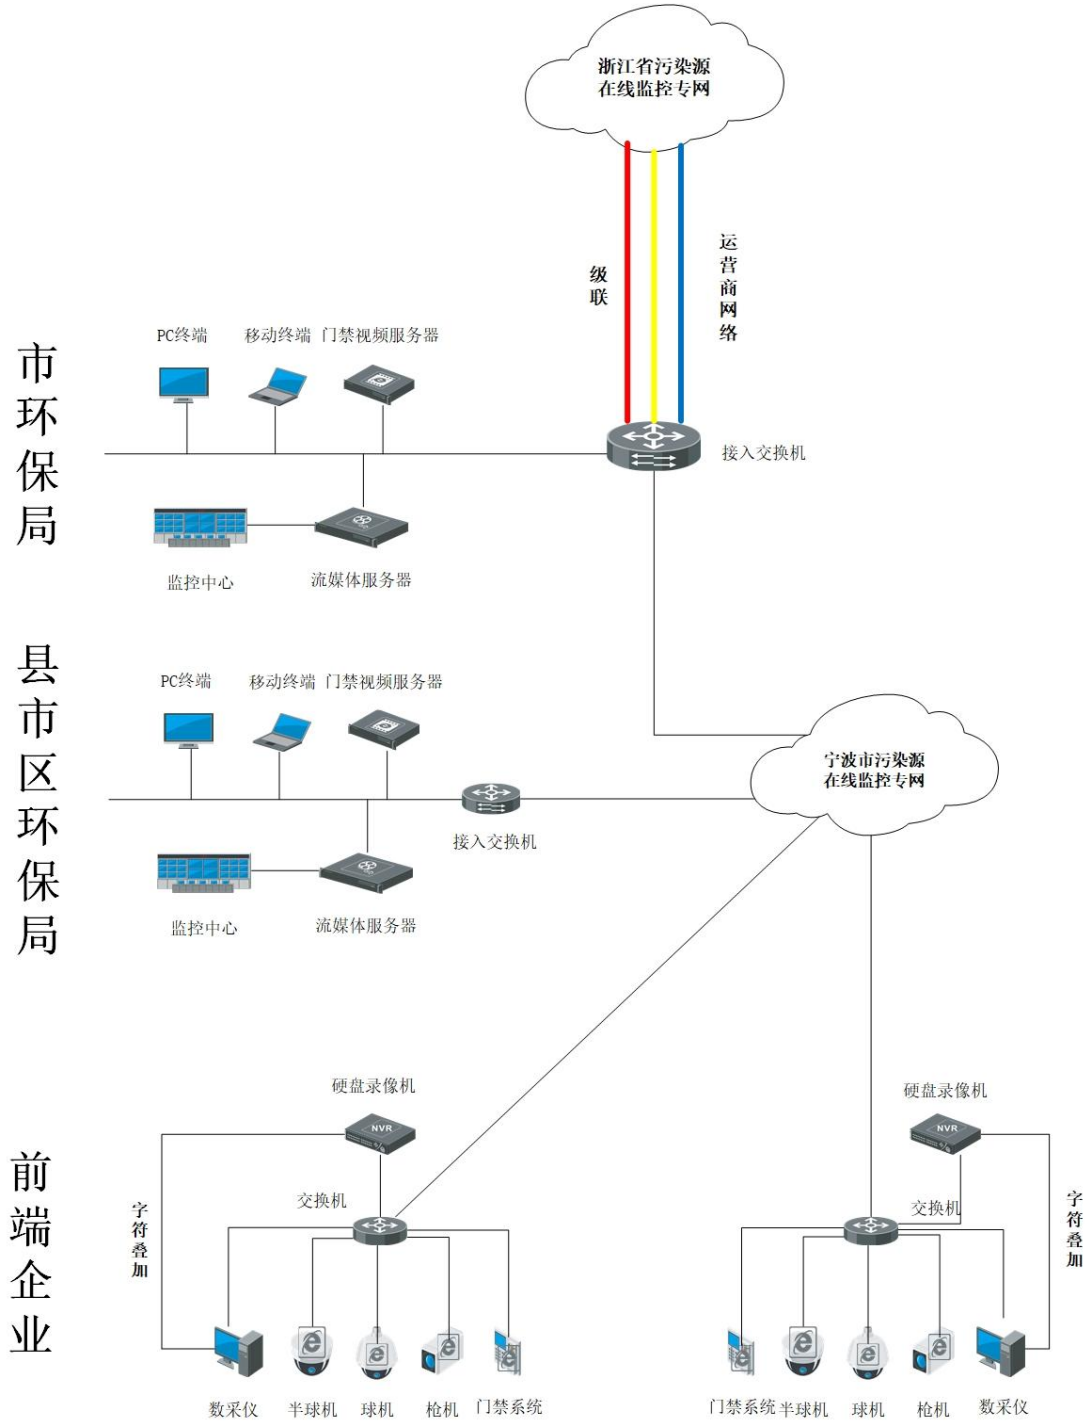 浙江省污染源
在线监控专网
级联
运营商网络
市环保局
PC终端
移动终端
门禁视频服务器
接入交换机
监控中心
流媒体服务器
县市区环保局
PC终端
移动终端
门禁视频服务器
宁波市污染源
在线监控专网
接入交换机
监控中心
流媒体服务器
前端企业
硬盘录像机
NVR
交换机
字符叠加
数采仪
半球机
球机
枪机
门禁系统
硬盘录像机
NVR
交换机
字符叠加
门禁系统
半球机
球机
枪机
数采仪